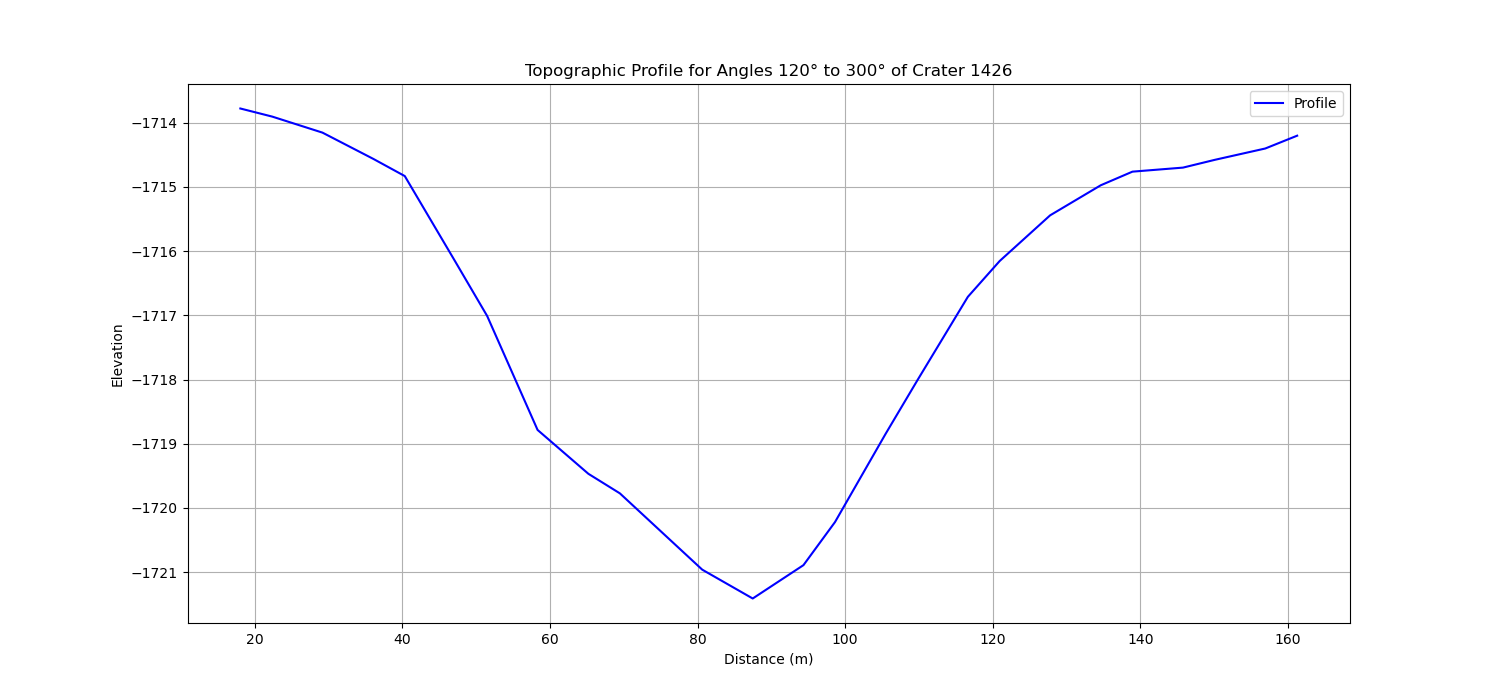 Topographic Profile for Angles 120° to 300° of Crater 1426
Profile
−1714
−1715
−1716
−1717
−1718
−1719
−1720
−1721
Elevation
20 40 60 80 100 120 140 160
Distance (m)